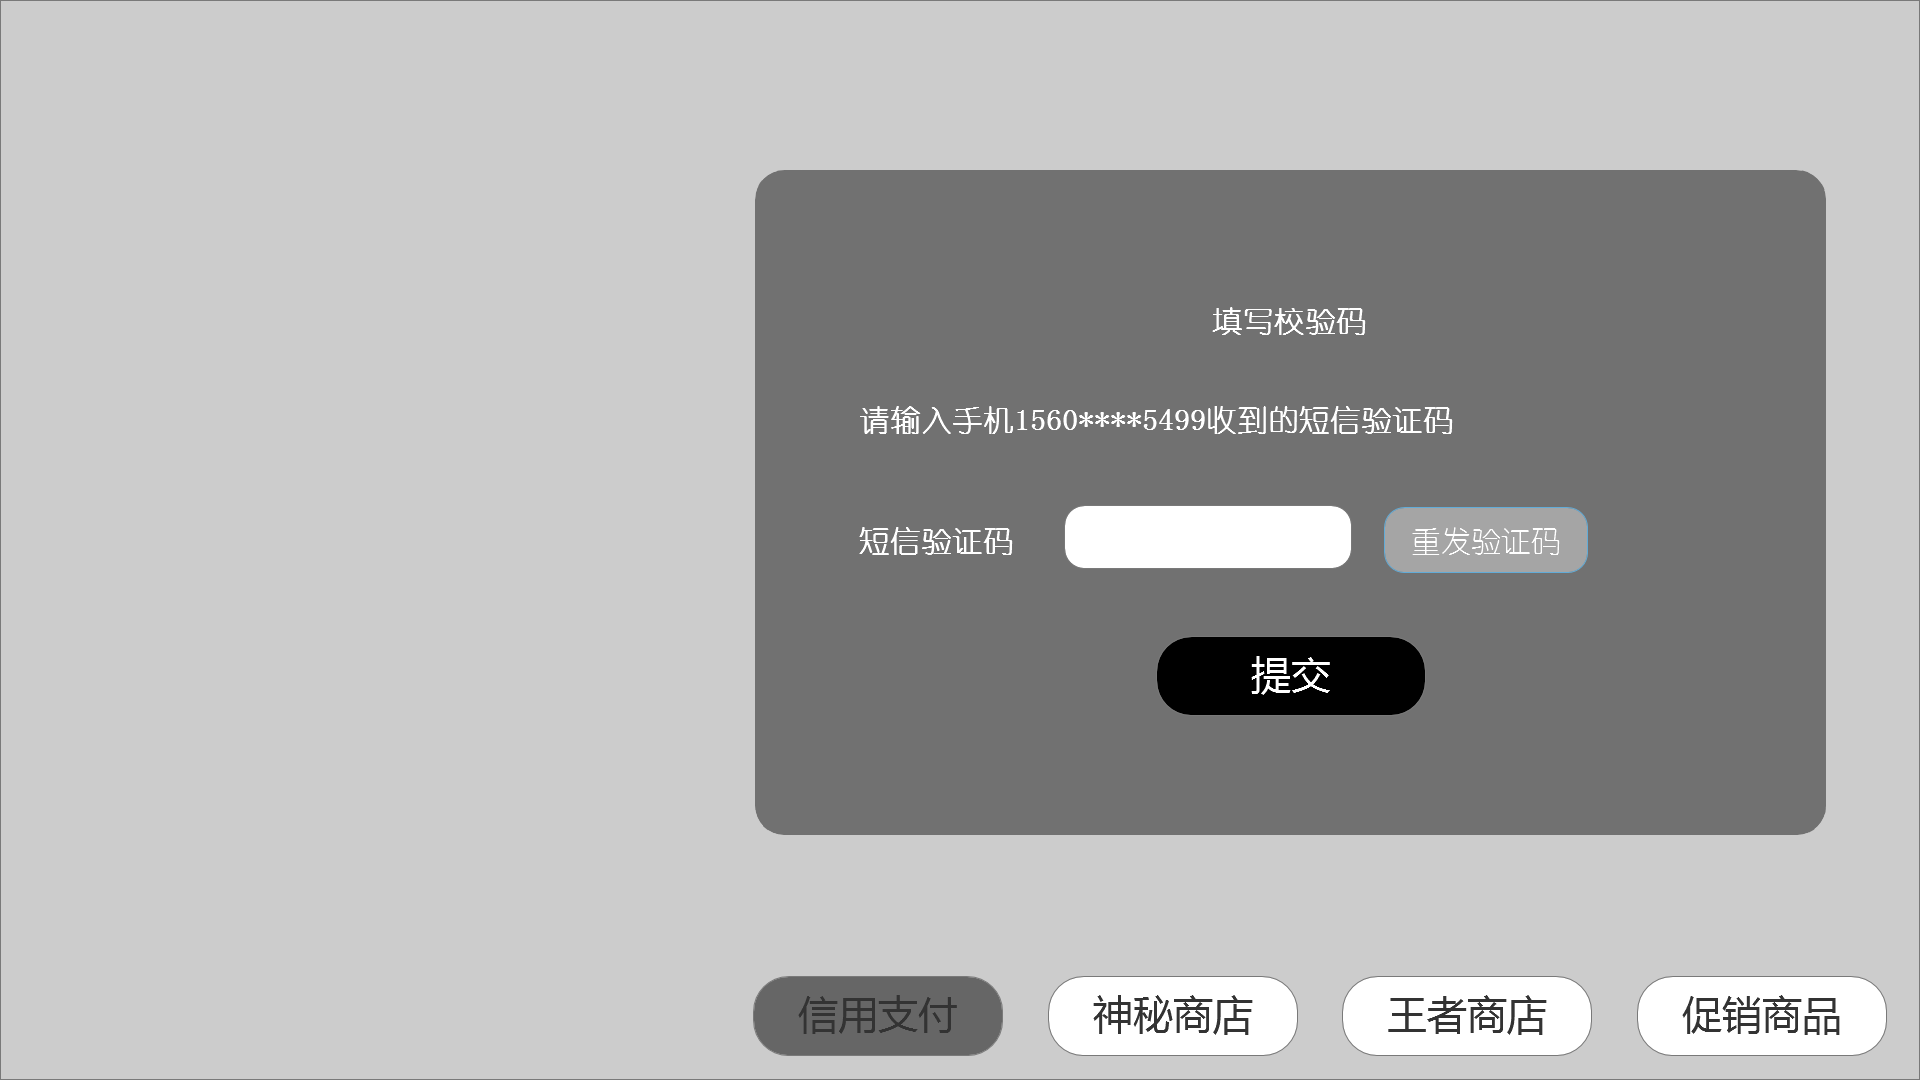 填写校验码
请输入手机1560****5499收到的短信验证码
短信验证码
重发验证码
提交
信用支付
神秘商店
王者商店
促销商品